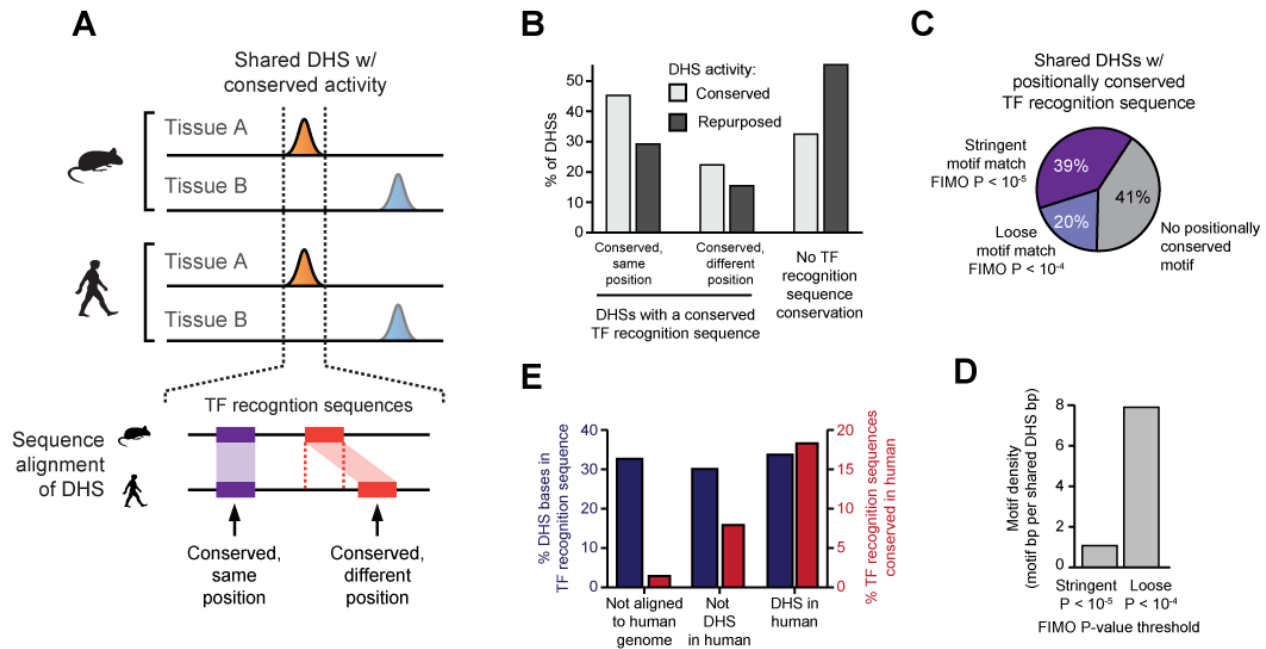 A
Shared DHS w/
conserved activity
Tissue A
Tissue B
Tissue A
Tissue B
TF recogntion sequences
Sequence
alignment
of DHS
Conserved,
same
position
Conserved,
different
position
B
% of DHSs
50
40
30
20
10
0
DHS activity:
Conserved
Repurposed
Conserved,
same
position
Conserved,
different
position
No TF
recognition
sequence
conservation
DHSs with a conserved
TF recognition sequence
C
Shared DHSs w/
positionally conserved
TF recognition sequence
Stringent
motif match
FIMO P < 10⁻⁵
39%
41%
20%
Loose
motif match
FIMO P < 10⁻⁴
No positionally
conserved
motif
E
% DHS bases in
TF recognition sequence
40
30
20
10
0
20
15
10
5
0
% TF recognition sequences
conserved in human
Not aligned
to human
genome
Not
DHS
in human
DHS in
human
D
Motif density
(motif bp per shared DHS bp)
8
6
4
2
0
Stringent
P < 10⁻⁵
Loose
P < 10⁻⁴
FIMO P-value threshold